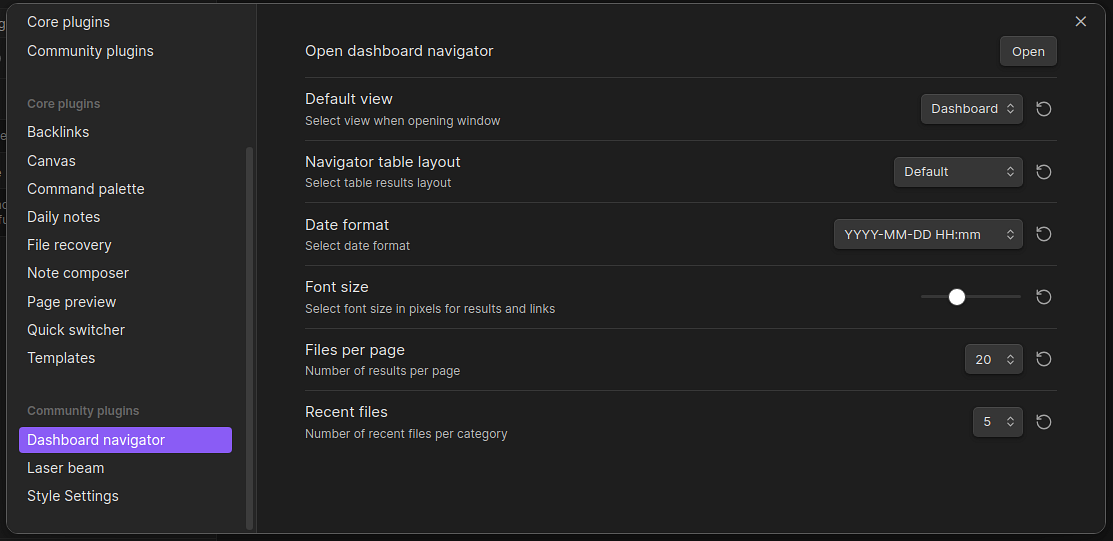 Core plugins
Community plugins
Core plugins
Backlinks
Canvas
Command palette
Daily notes
File recovery
Note composer
Page preview
Quick switcher
Templates
Community plugins
Dashboard navigator
Laser beam
Style Settings
Open dashboard navigator
Open
Default view
Select view when opening window
Dashboard
Navigator table layout
Select table results layout
Default
Date format
Select date format
YYYY-MM-DD HH:mm
Font size
Select font size in pixels for results and links
Files per page
Number of results per page
20
Recent files
Number of recent files per category
5